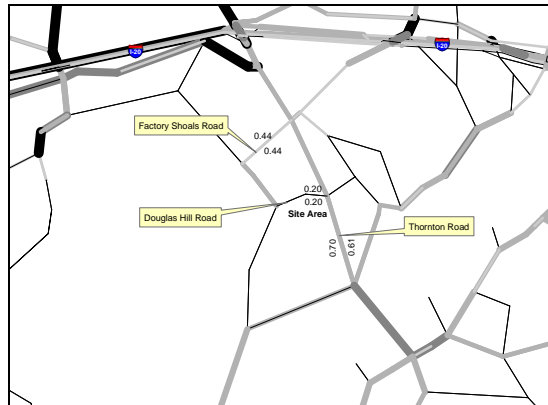 I-20
I-20
Factory Shoals Road
0.44
0.44
0.20
0.20
Douglas Hill Road
Site Area
Thornton Road
0.70
0.61